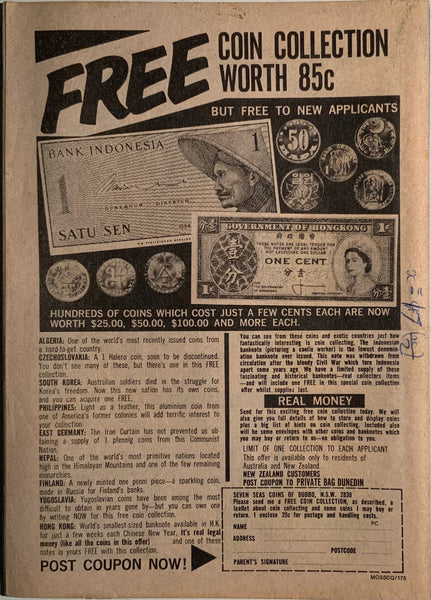 FREE
COIN COLLECTION
WORTH 85c
BUT FREE TO NEW APPLICANTS
BANK INDONESIA
1
GUBERNUR DIREKTUR
1964
SATU SEN
1
50
GOVERNMENT OF HONGKONG
ONE CENT
壹分
HUNDREDS OF COINS WHICH COST JUST A FEW CENTS EACH ARE NOW
WORTH $25.00, $50.00, $100.00 AND MORE EACH.
ALGERIA: One of the world's most recently issued coins from
a hard-to-get country.
CZECHOSLOVAKIA: A 1 Halero coin, soon to be discontinued.
You don't see many of these, but there's one in this FREE
collection.
SOUTH KOREA: Australian soldiers died in the struggle for
Korea's freedom. Now this new nation has its own coins,
and you can acquire one FREE.
PHILIPPINES: Light as a feather, this aluminium coin from
one of America's former colonies will add terrific interest to
your collection.
EAST GERMANY: The Iron Curtain has not prevented us ob-
taining a supply of 1 pfennig coins from this Communist
Nation.
NEPAL: One of the world's most primitive nations located
high in the Himalayan Mountains and one of the few remaining
monarchies.
FINLAND: A newly minted one penni piece—a sparkling coin,
made in Russia for Finland's banks.
YUGOSLAVIA: Yugoslavian coins have been among the most
difficult to obtain in years gone by—but you can own one
by writing NOW for this free coin collection.
HONG KONG: World's smallest-sized banknote available in H.K.
for just a few weeks each Chinese New Year. It's real legal
money (like all the coins in this offer) and one of these
notes is yours FREE with this collection.
POST COUPON NOW!
You can see from these coins and exotic countries just how
fantastically interesting is coin collecting. The Indonesian
banknote (picturing a coolie worker) is the lowest denomin-
ation banknote ever issued. This note was withdrawn from
circulation after the bloody Civil War which tore Indonesia
apart some years ago. We have a limited supply of these
fascinating and historical banknotes—real collectors items
—and will include one FREE in this special coin collection
offer whilst supplies last.
REAL MONEY
Send for this exciting free coin collection today. We will
also give you full details of how to store and display coins
plus a big list of hints on coin collecting. Included also
will be some envelopes with other coins and banknotes which
you may buy or return to us—no obligation to you.
LIMIT OF ONE COLLECTION TO EACH APPLICANT
This offer is available only to residents of
Australia and New Zealand.
NEW ZEALAND CUSTOMERS
POST COUPON TO PRIVATE BAG DUNEDIN
SEVEN SEAS COINS OF DUBBO, N.S.W. 2830
Please send me a FREE COIN COLLECTION, as described, a
leaflet about coin collecting and some coins I may buy or
return. I enclose 20c for postage and handling costs.
PC
NAME
ADDRESS
POSTCODE
PARENT'S SIGNATURE
MOSSCQ/175